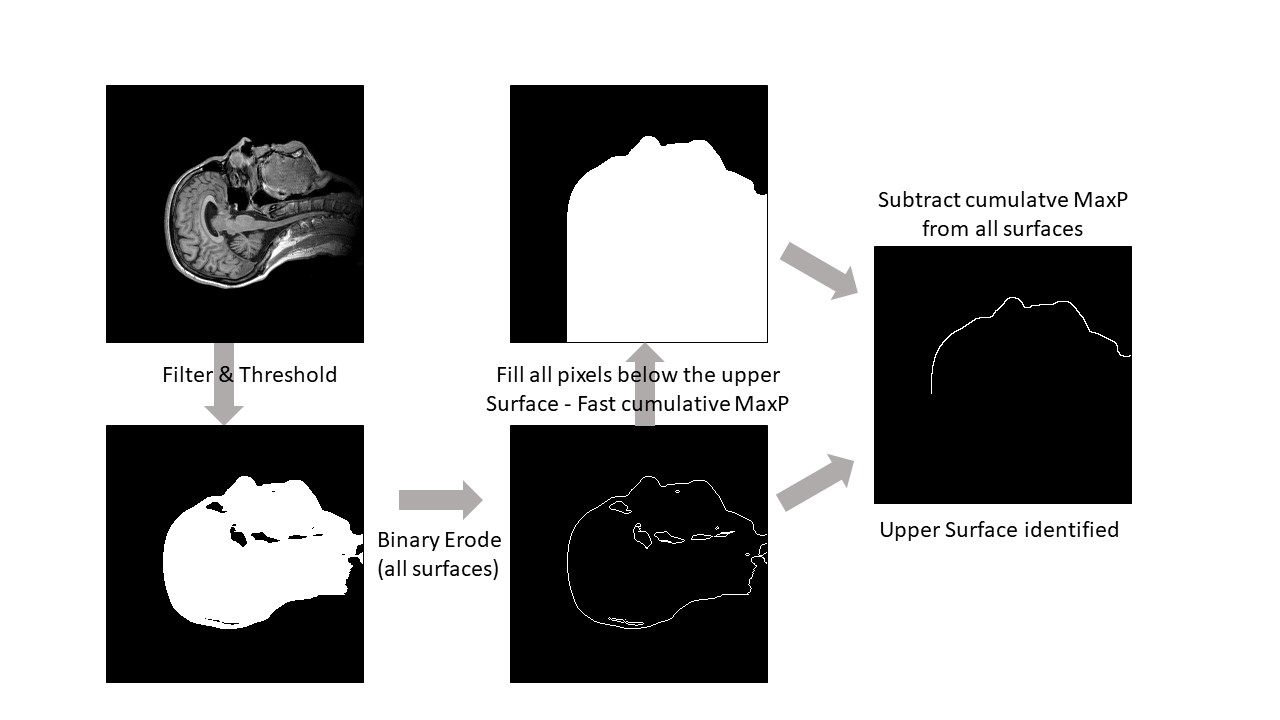 Filter & Threshold
Binary Erode
(all surfaces)
Fill all pixels below the upper
Surface - Fast cumulative MaxP
Subtract cumulatve MaxP
from all surfaces
Upper Surface identified